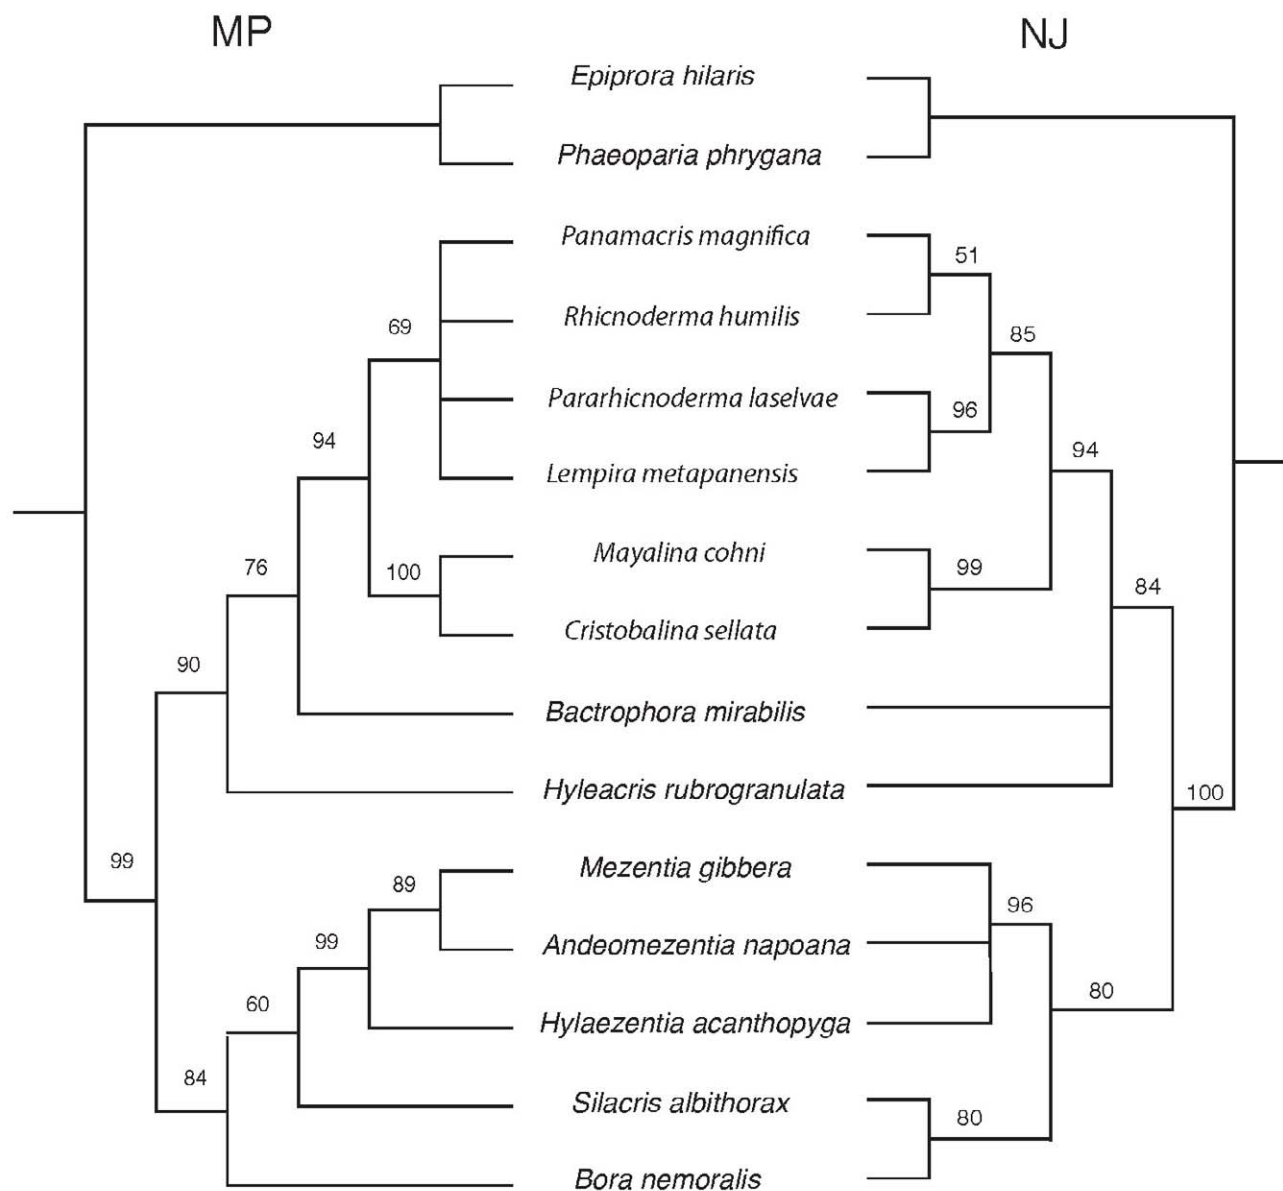 MP
NJ
Epiprora hilaris
Phaeoparia phrygana
Panamacris magnifica
51
Rhicnoderma humilis
69
85
Pararhicnoderma laselvae
96
94
94
Lempira metapanensis
Mayalina cohni
76
100
99
84
Cristobalina sellata
90
Bactrophora mirabilis
Hyleacris rubrogranulata
100
99
Mezentia gibbera
89
96
99
Andeomezentia napoana
60
80
Hylaezentia acanthopyga
84
Silacris albithorax
80
Bora nemoralis